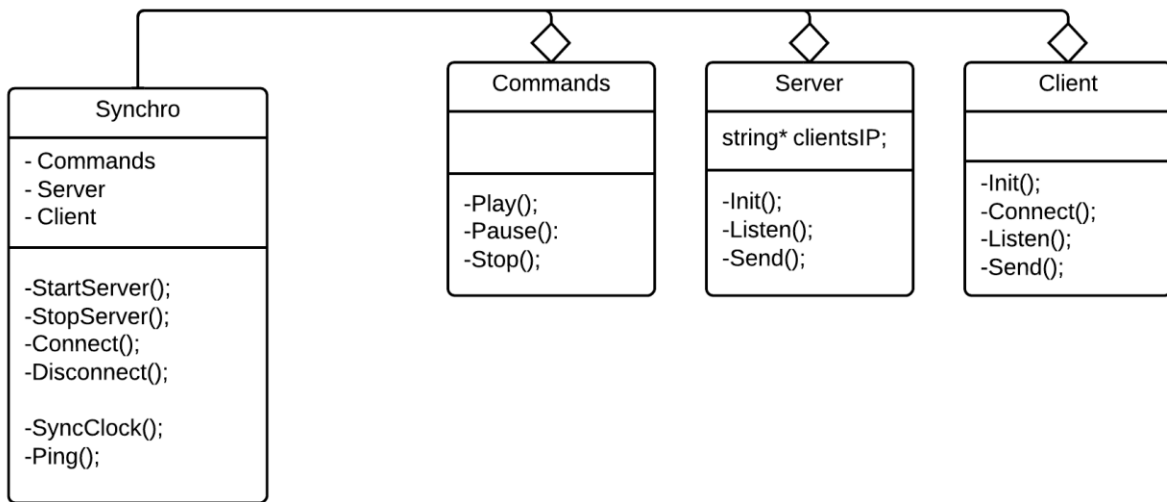 Synchro
- Commands
- Server
- Client
-StartServer();
-StopServer();
-Connect();
-Disconnect();
-SyncClock();
-Ping();
Commands
-Play();
-Pause():
-Stop();
Server
string* clientsIP;
-Init();
-Listen();
-Send();
Client
-Init();
-Connect();
-Listen();
-Send();